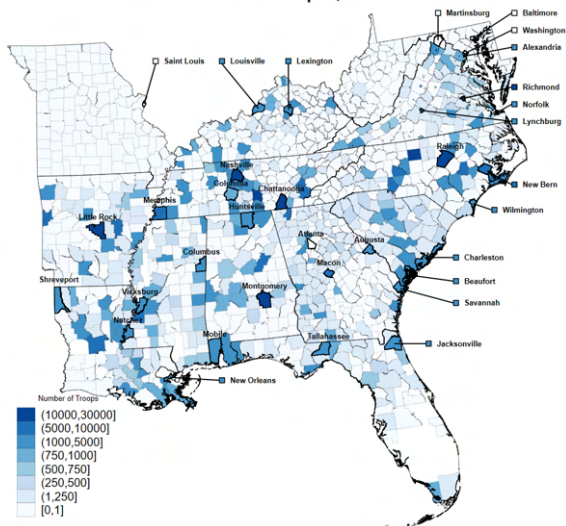 Martinsburg
Baltimore
Washington
Alexandria
Saint Louis
Louisville
Lexington
Richmond
Norfolk
Lynchburg
Raleigh
Nashville
Columbia
Chattanooga
Memphis
Huntsville
New Bern
Little Rock
Wilmington
Atlanta
Augusta
Columbus
Charleston
Macon
Beaufort
Shreveport
Vicksburg
Montgomery
Savannah
Natchez
Mobile
Tallahassee
Jacksonville
New Orleans
Number of Troops
(10000,30000]
(5000,10000]
(1000,5000]
(750,1000]
(500,750]
(250,500]
(1,250]
[0,1]